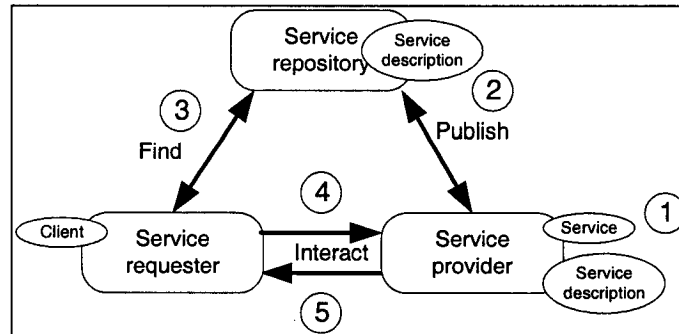 Service
repository
Service
description
2
3
Publish
Find
4
1
Client
Service
requester
Interact
Service
provider
Service
Service
description
5